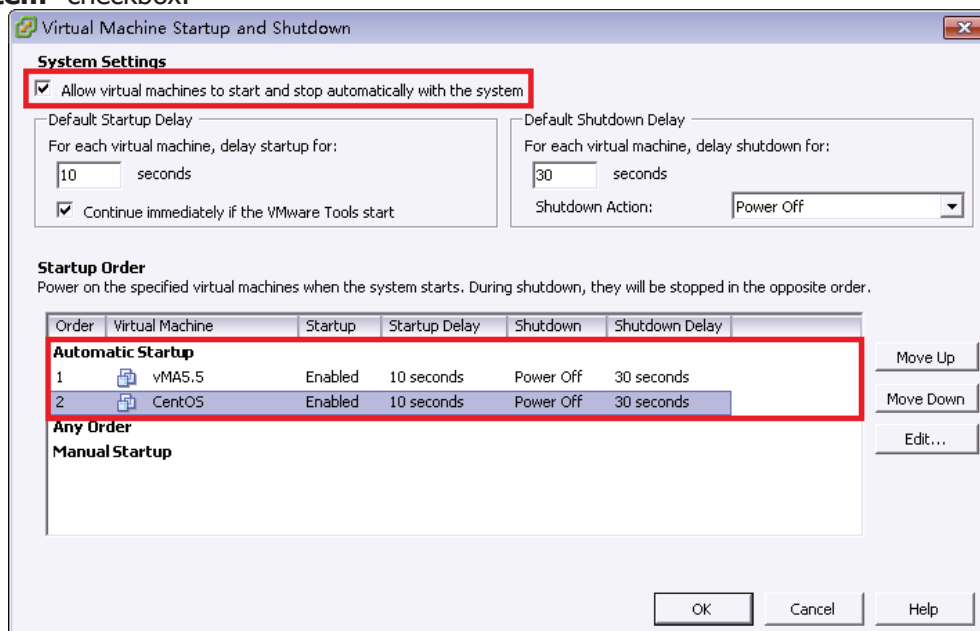 tem" checkbox.
Virtual Machine Startup and Shutdown
System Settings
Allow virtual machines to start and stop automatically with the system
Default Startup Delay
For each virtual machine, delay startup for:
10 seconds
Continue immediately if the VMware Tools start
Default Shutdown Delay
For each virtual machine, delay shutdown for:
30 seconds
Shutdown Action: Power Off
Startup Order
Power on the specified virtual machines when the system starts. During shutdown, they will be stopped in the opposite order.
Order Virtual Machine Startup Startup Delay Shutdown Shutdown Delay
Automatic Startup
1 vMA5.5 Enabled 10 seconds Power Off 30 seconds
2 CentOS Enabled 10 seconds Power Off 30 seconds
Any Order
Manual Startup
Move Up
Move Down
Edit...
OK Cancel Help